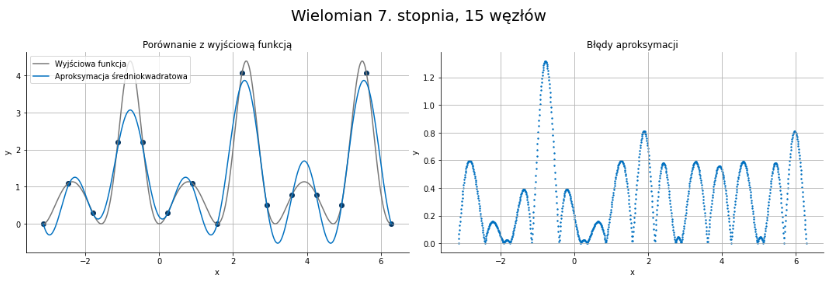 Wielomian 7. stopnia, 15 węzłów
Porównanie z wyjściową funkcją
Wyjściowa funkcja
Aproksymacja średniokwadratowa
4
3
2
1
0
y
−2
0
2
4
6
x
Błędy aproksymacji
1.2
1.0
0.8
0.6
0.4
0.2
0.0
y
−2
0
2
4
6
x